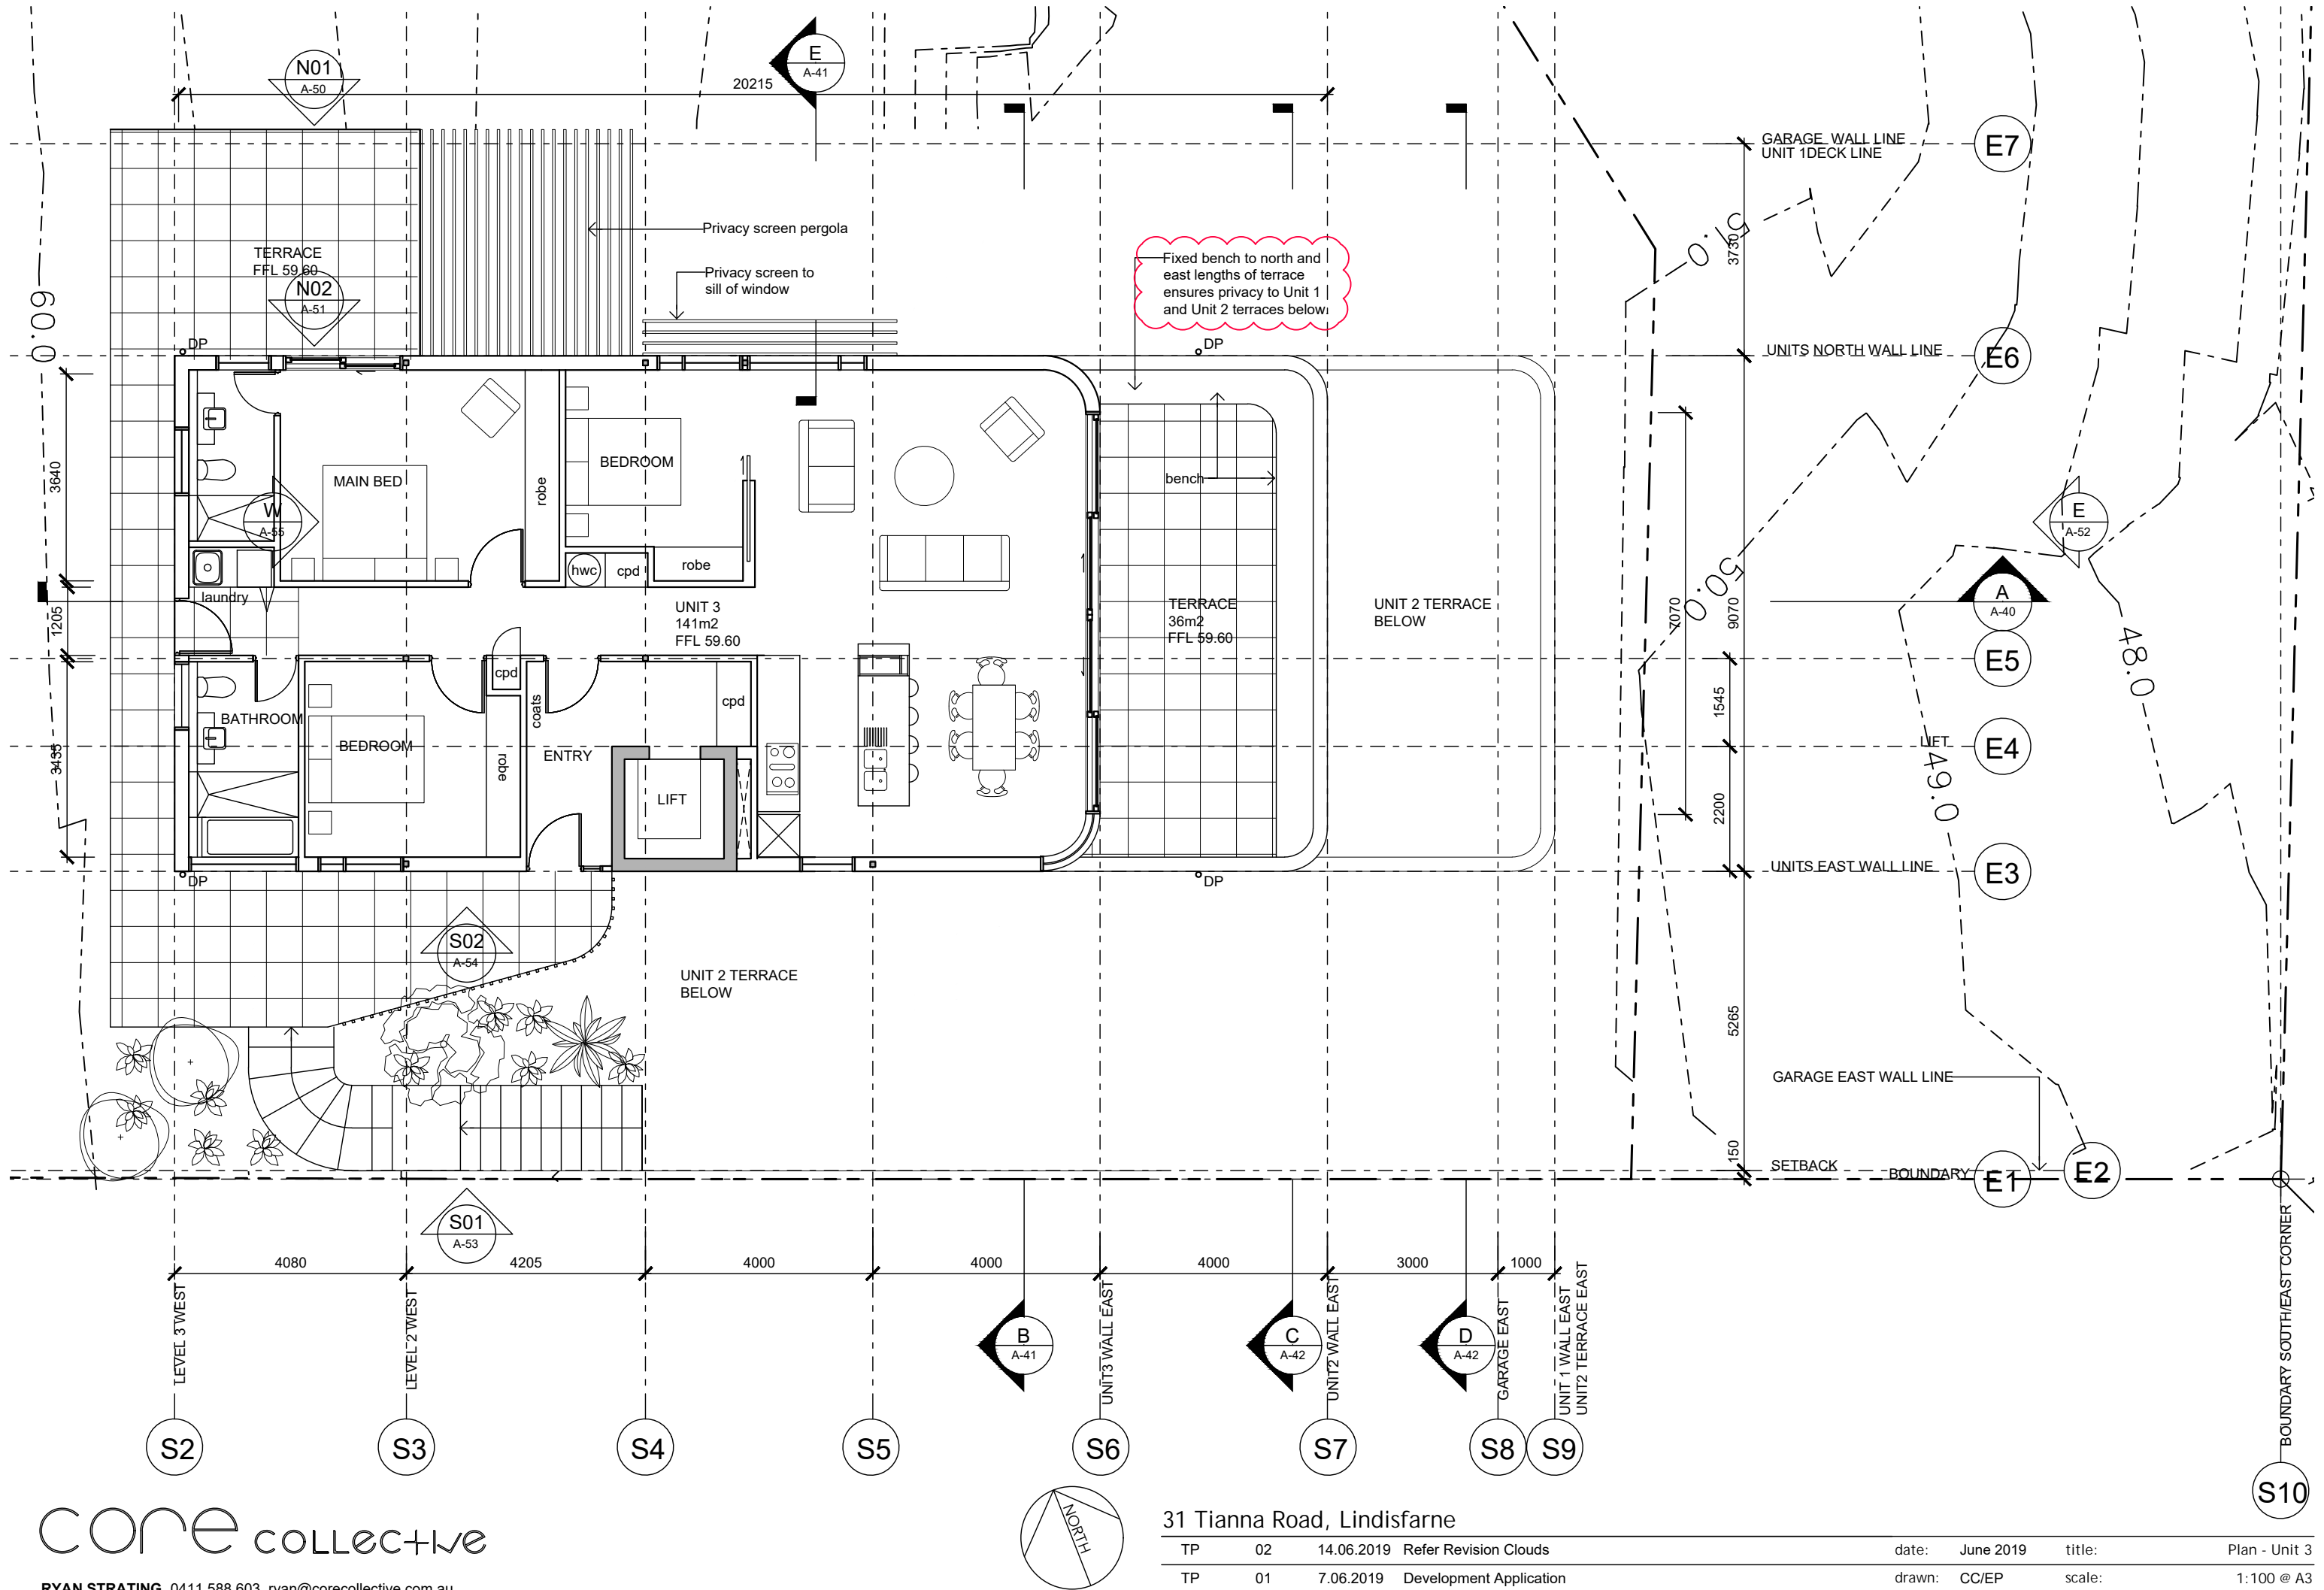 N01
A-50
E
A-41
20215
GARAGE WALL LINE
UNIT 1DECK LINE
E7
57.0
3730
Privacy screen pergola
TERRACE
FFL 59.60
N02
A-51
Privacy screen to
sill of window
Fixed bench to north and
east lengths of terrace
ensures privacy to Unit 1
and Unit 2 terraces below.
60.0
DP
DP
UNITS NORTH WALL LINE
E6
3640
MAIN BED
robe
BEDROOM
bench
W
A-55
E
A-52
hwc
cpd
robe
50.0
laundry
1205
UNIT 3
141m2
FFL 59.60
TERRACE
36m2
FFL 59.60
UNIT 2 TERRACE
BELOW
7070
9070
A
A-40
48.0
E5
cpd
coats
cpd
1545
BATHROOM
BEDROOM
3435
ENTRY
robe
LIFT
LIFT
E4
49.0
2200
UNITS EAST WALL LINE
E3
DP
DP
S02
A-54
UNIT 2 TERRACE
BELOW
5265
GARAGE EAST WALL LINE
150
SETBACK
BOUNDARY
E1
E2
S01
A-53
4080
4205
4000
4000
4000
3000
1000
LEVEL 3 WEST
LEVEL 2 WEST
B
A-41
UNIT3 WALL EAST
C
A-42
UNIT2 WALL EAST
D
A-42
GARAGE EAST
UNIT 1 WALL EAST
UNIT2 TERRACE EAST
BOUNDARY SOUTH/EAST CORNER
S2
S3
S4
S5
S6
S7
S8
S9
S10
core collective
NORTH
31 Tianna Road, Lindisfarne
TP 02 14.06.2019 Refer Revision Clouds date: June 2019 title: Plan - Unit 3
TP 01 7.06.2019 Development Application drawn: CC/EP scale: 1:100 @ A3
RYAN STRATING 0411 588 603 ryan@corecollective.com.au